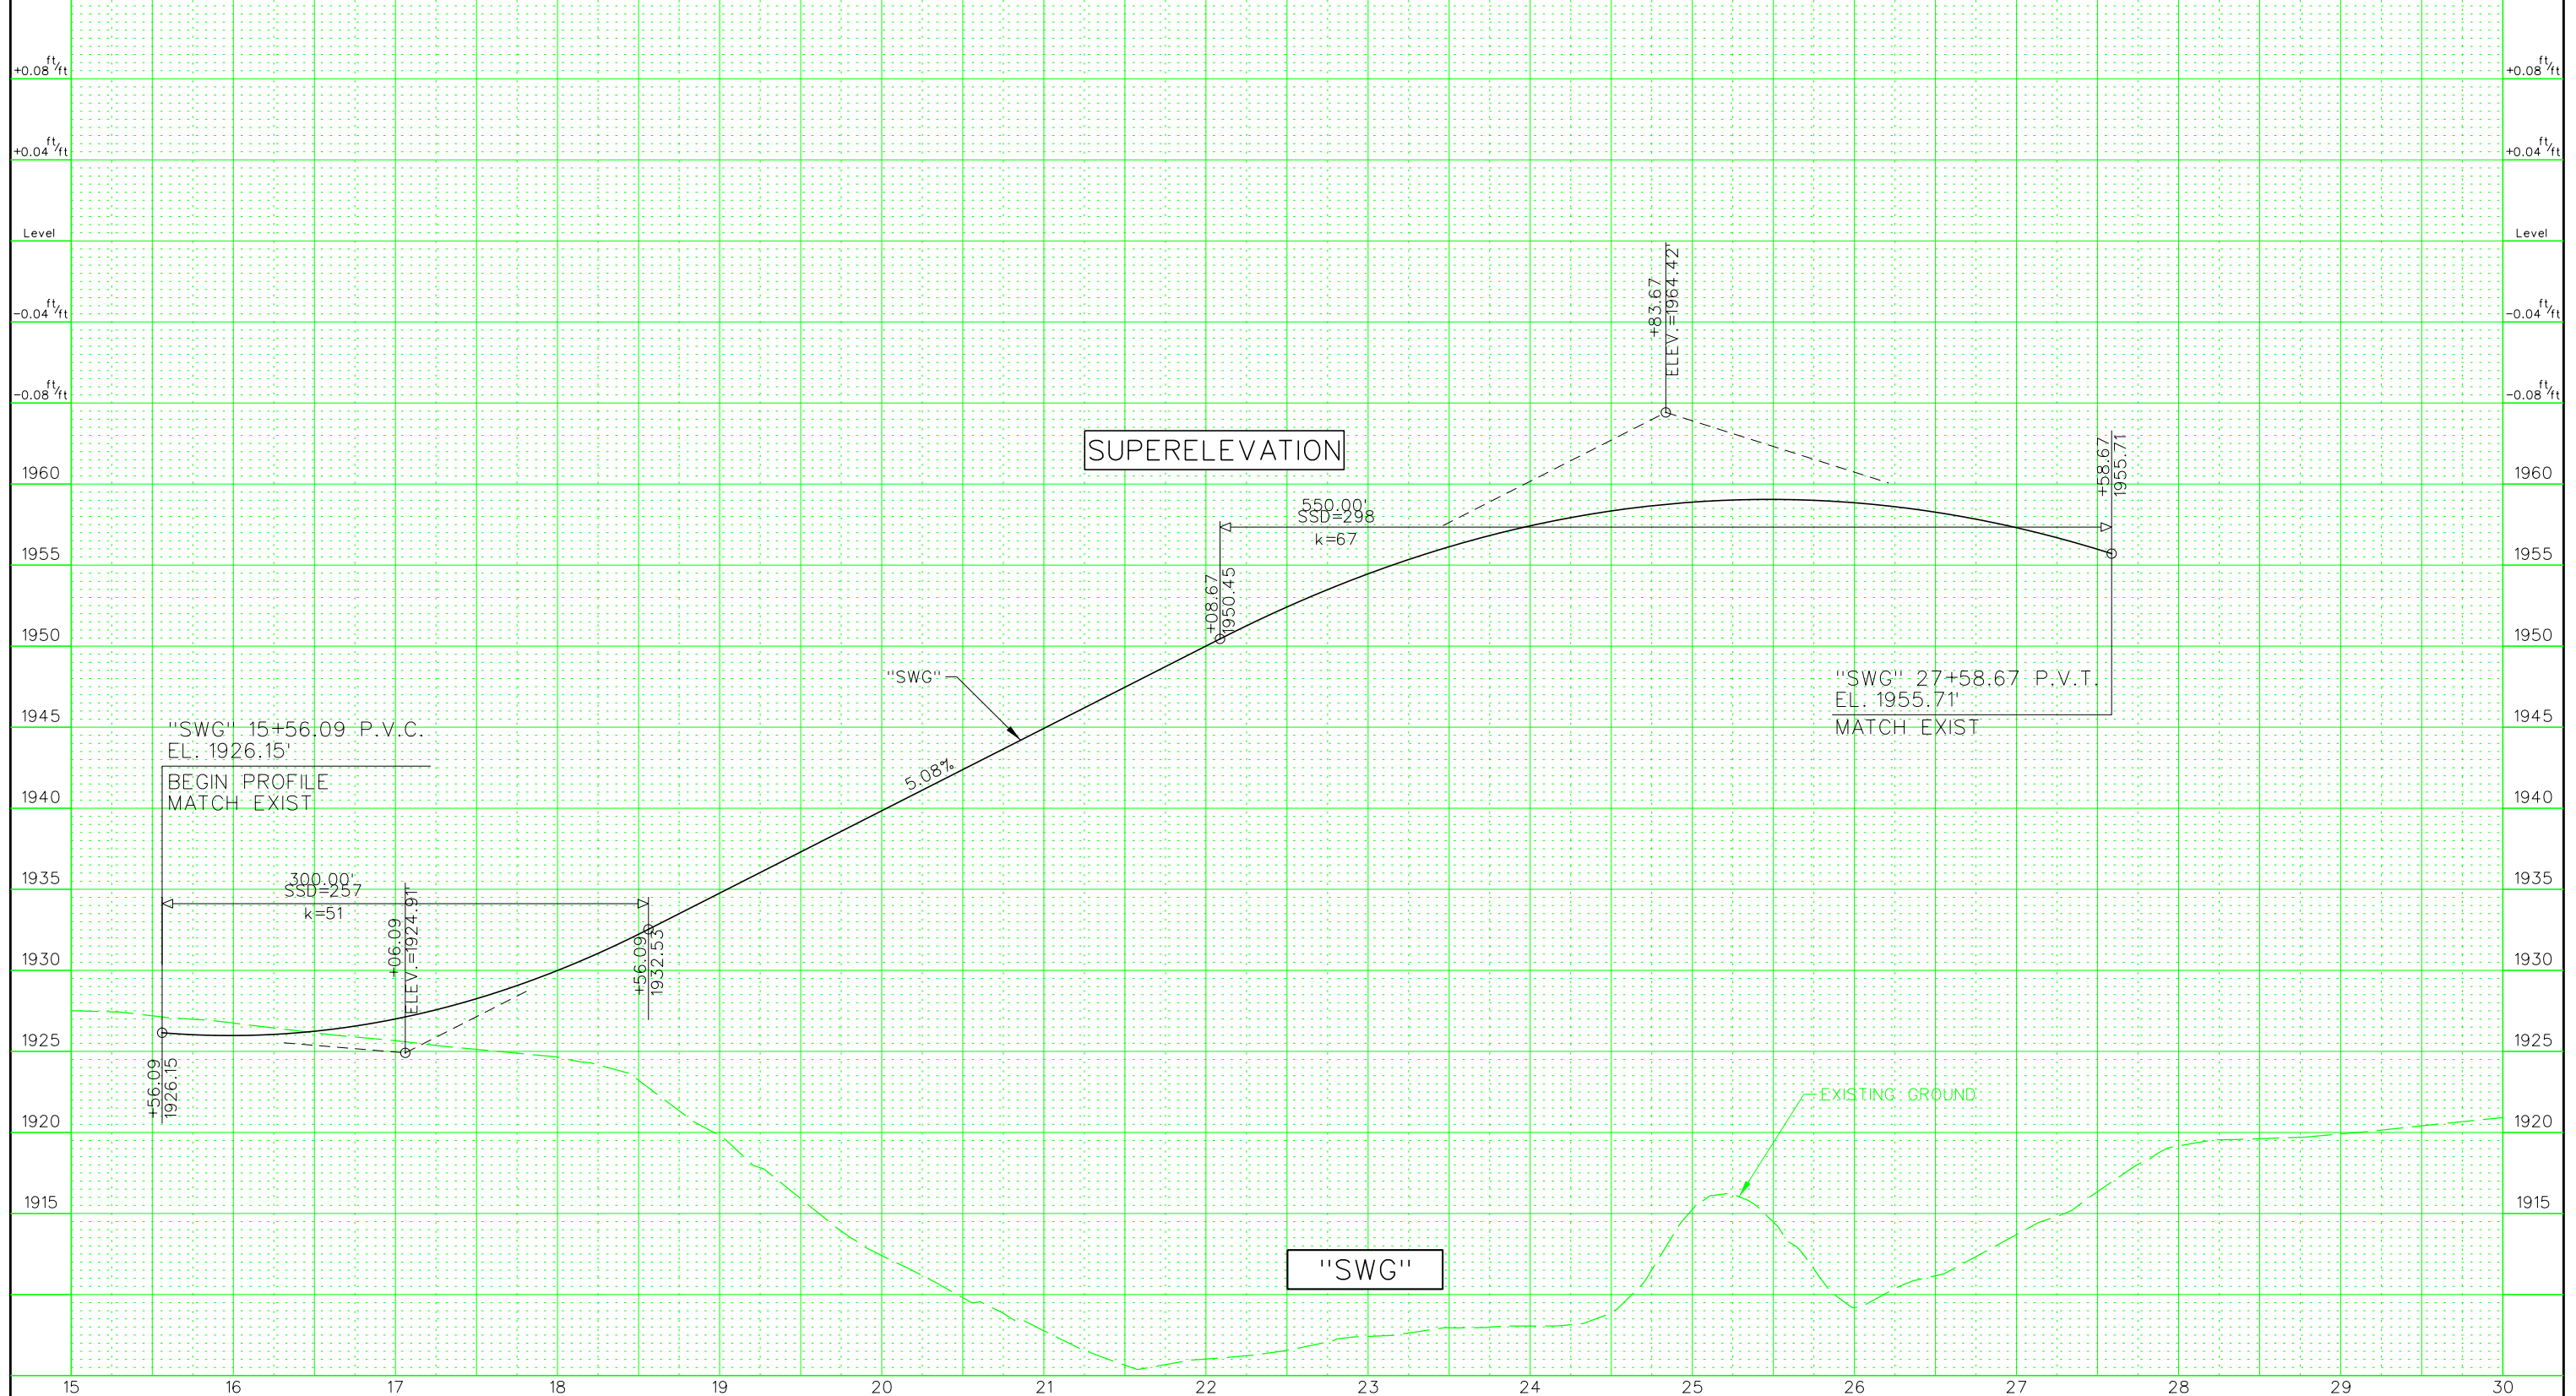 +0.08 ft/ft
+0.08 ft/ft
+0.04 ft/ft
+0.04 ft/ft
Level
Level
-0.04 ft/ft
-0.04 ft/ft
-0.08 ft/ft
-0.08 ft/ft
+83.67
ELEV.=1964.42'
SUPERELEVATION
1960
1960
+58.67
1955.71
550.00'
SSD=298
k=67
1955
1955
+08.67
1950.45
1950
1950
"SWG"
"SWG" 27+58.67 P.V.T.
EL. 1955.71'
MATCH EXIST
1945
1945
"SWG" 15+56.09 P.V.C.
EL. 1926.15'
BEGIN PROFILE
MATCH EXIST
5.08%
1940
1940
1935
1935
300.00'
SSD=257
k=51
+06.09
ELEV.=1924.91'
+56.09
1932.53
1930
1930
1925
1925
+56.09
1926.15
EXISTING GROUND
1920
1920
1915
1915
"SWG"
15 16 17 18 19 20 21 22 23 24 25 26 27 28 29 30